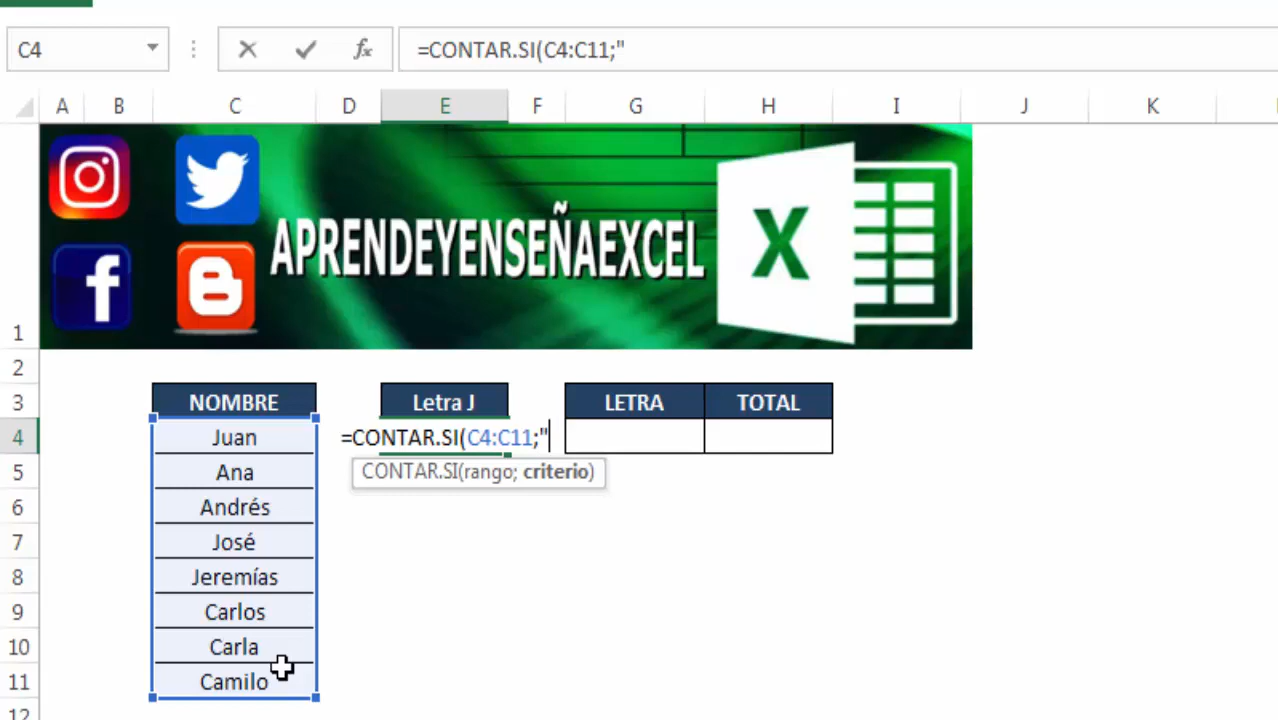 C4 fx =CONTAR.SI(C4:C11;"
A B C D E F G H I J K
APRENDEYENSEÑAEXCEL
1
2
3 NOMBRE Letra J LETRA TOTAL
4 Juan =CONTAR.SI(C4:C11;"
CONTAR.SI(rango; criterio)
5 Ana
6 Andrés
7 José
8 Jeremías
9 Carlos
10 Carla
11 Camilo
12